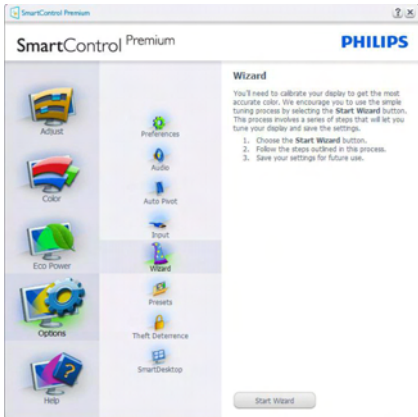 SmartControl Premium
SmartControl Premium
PHILIPS
Adjust
Color
Eco Power
Options
Help
Preferences
Audio
Auto Pivot
Input
Wizard
Presets
Theft Deterrence
SmartDesktop
Wizard
You'll need to calibrate your display to get the most
accurate color. We encourage you to use the simple
tuning process by selecting the Start Wizard button.
This process involves a series of steps that will let you
tune your display and save the settings.
1. Choose the Start Wizard button.
2. Follow the steps outlined in this process.
3. Save your settings for future use.
Start Wizard